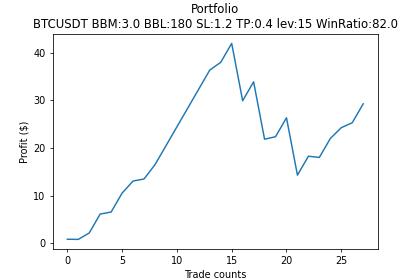 Portfolio
BTCUSDT BBM:3.0 BBL:180 SL:1.2 TP:0.4 lev:15 WinRatio:82.0
40
30
20
10
0
Profit ($)
0 5 10 15 20 25
Trade counts